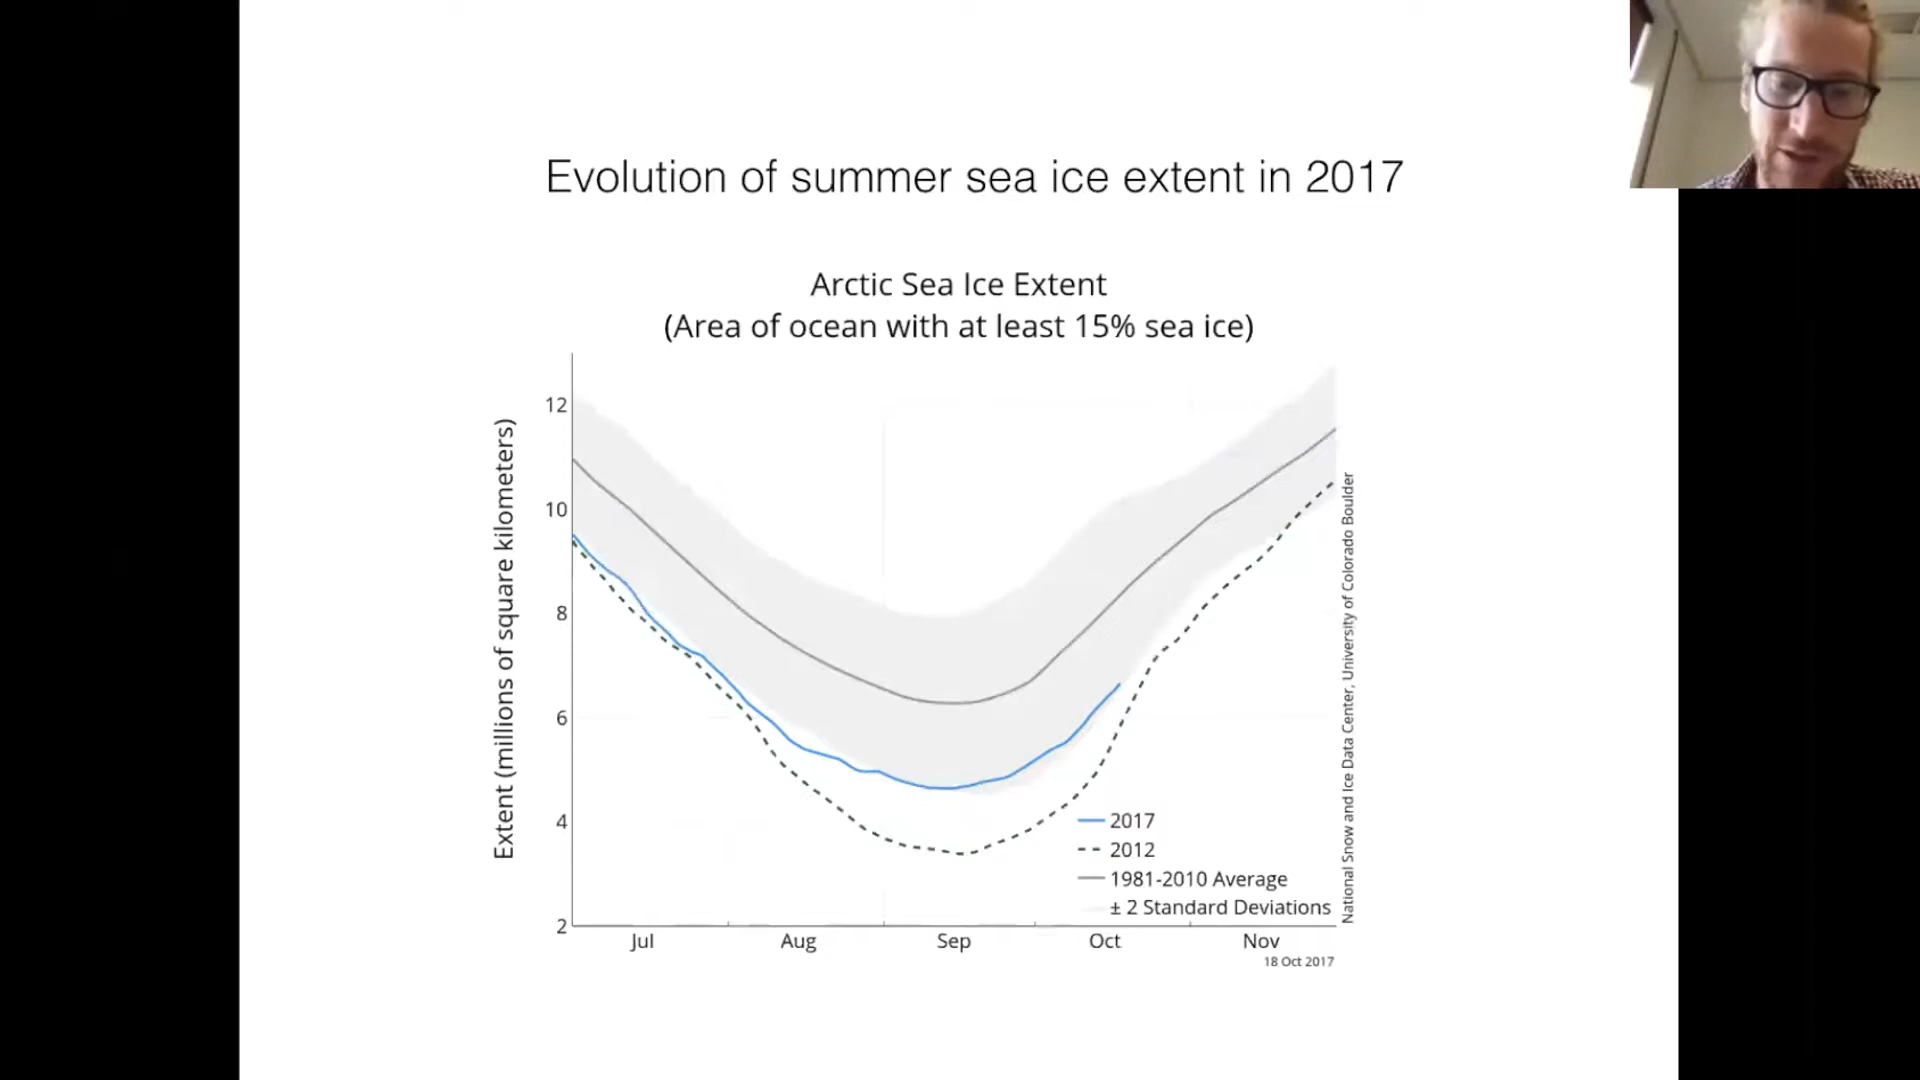 Evolution of summer sea ice extent in 2017
Arctic Sea Ice Extent
(Area of ocean with at least 15% sea ice)
Extent (millions of square kilometers)
12
10
8
6
4
2
Jul Aug Sep Oct Nov
2017
2012
1981-2010 Average
± 2 Standard Deviations
National Snow and Ice Data Center, University of Colorado Boulder
18 Oct 2017